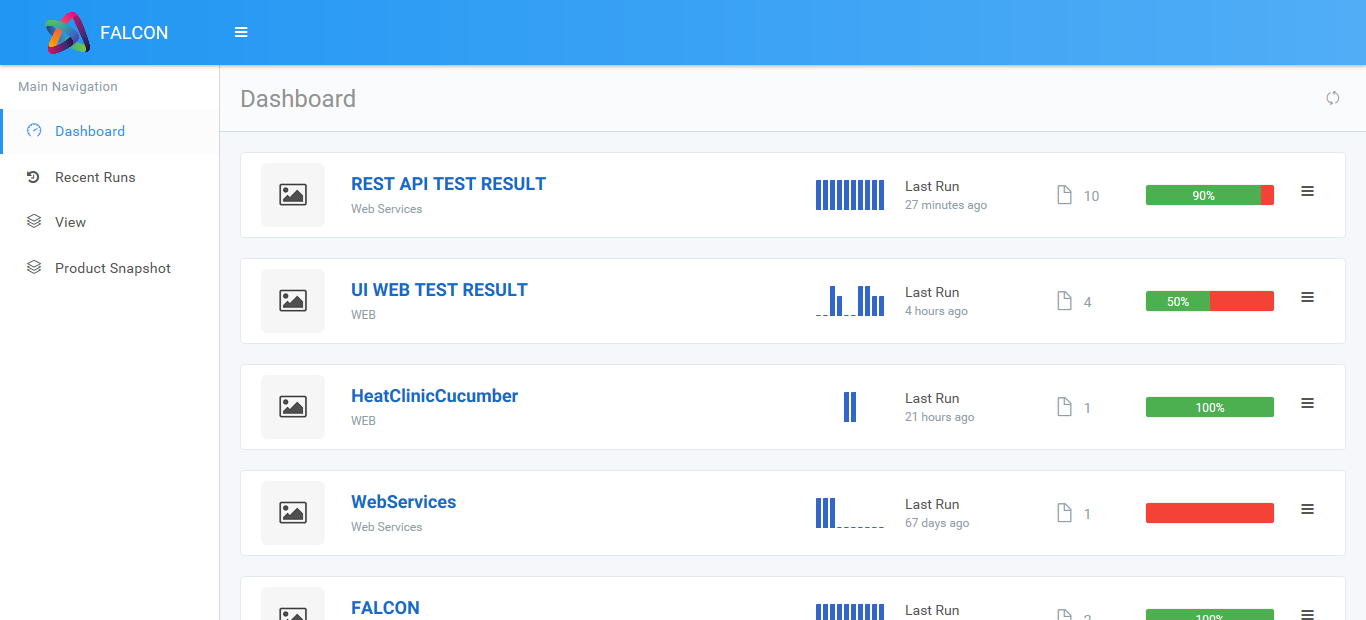 FALCON
Main Navigation
Dashboard
Recent Runs
View
Product Snapshot
Dashboard
REST API TEST RESULT
Web Services
Last Run
27 minutes ago
10
90%
UI WEB TEST RESULT
WEB
Last Run
4 hours ago
4
50%
HeatClinicCucumber
WEB
Last Run
21 hours ago
1
100%
WebServices
Web Services
Last Run
67 days ago
1
FALCON
Last Run
2
100%